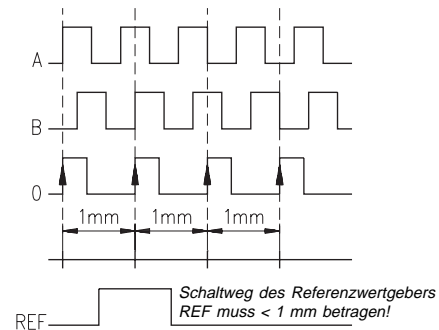 A
B
0
1mm 1mm 1mm
Schaltweg des Referenzwertgebers
REF muss < 1 mm betragen!
REF